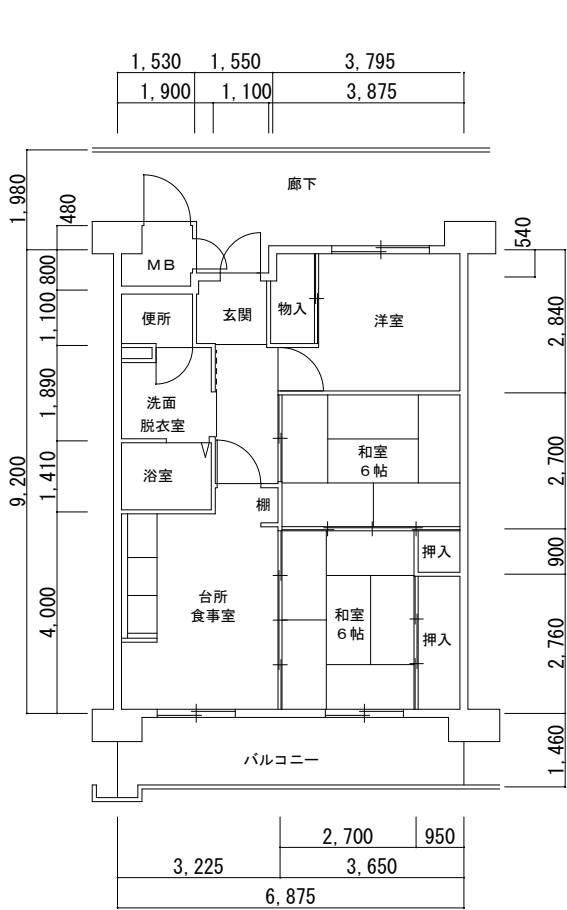 1,530 1,550 3,795
1,900 1,100 3,875
1,980
480
廊下
540
800
MB
1,100
便所
玄関
物入
洋室
2,840
1,890
洗面
脱衣室
和室
6帖
2,700
9,200
1,410
浴室
棚
押入
900
4,000
台所
食事室
和室
6帖
押入
2,760
バルコニー
1,460
2,700 950
3,225 3,650
6,875